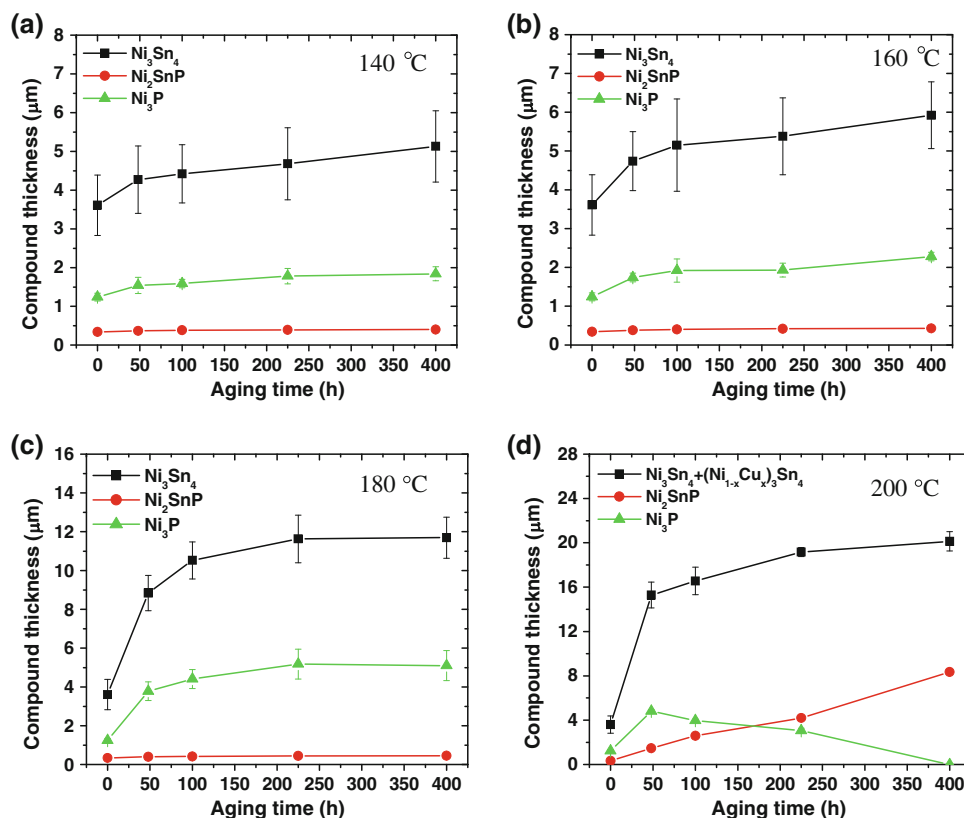 (a)
8
7
6
5
4
3
2
1
0
Compound thickness (μm)
Ni₃Sn₄
Ni₂SnP
Ni₃P
140 °C
0 50 100 150 200 250 300 350 400
Aging time (h)
(b)
8
7
6
5
4
3
2
1
0
Compound thickness (μm)
Ni₃Sn₄
Ni₂SnP
Ni₃P
160 °C
0 50 100 150 200 250 300 350 400
Aging time (h)
(c)
16
14
12
10
8
6
4
2
0
Compound thickness (μm)
Ni₃Sn₄
Ni₂SnP
Ni₃P
180 °C
0 50 100 150 200 250 300 350 400
Aging time (h)
(d)
28
24
20
16
12
8
4
0
Compound thickness (μm)
Ni₃Sn₄+(Ni₁₋ₓCuₓ)₃Sn₄
Ni₂SnP
Ni₃P
200 °C
0 50 100 150 200 250 300 350 400
Aging time (h)